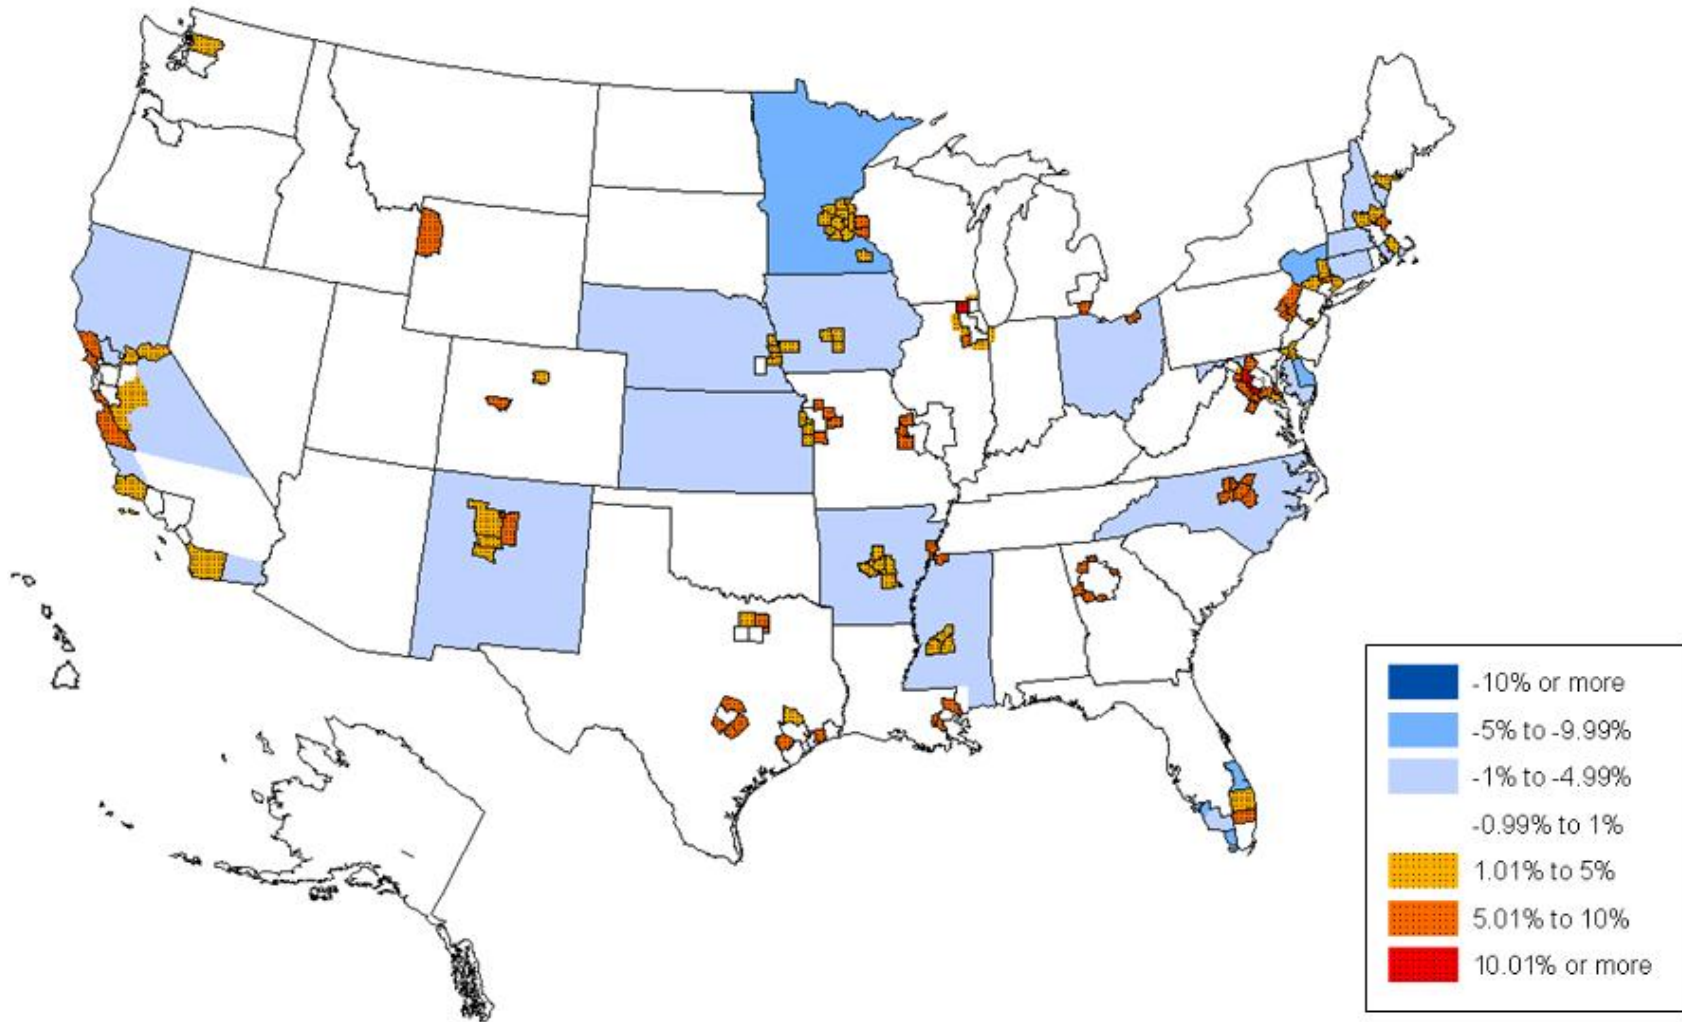 -10% or more
-5% to -9.99%
-1% to -4.99%
-0.99% to 1%
1.01% to 5%
5.01% to 10%
10.01% or more